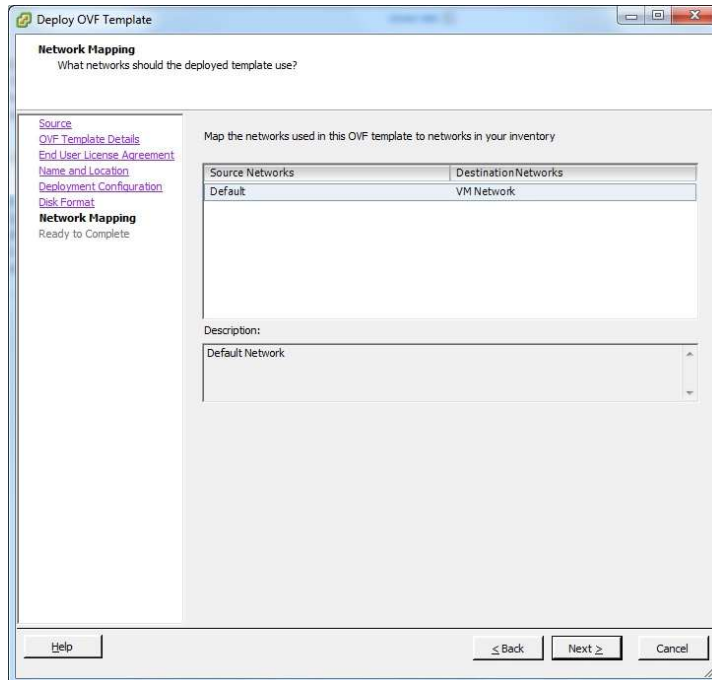 Deploy OVF Template
Network Mapping
What networks should the deployed template use?
Source
OVF Template Details
End User License Agreement
Name and Location
Deployment Configuration
Disk Format
Network Mapping
Ready to Complete
Map the networks used in this OVF template to networks in your inventory
Source Networks Destination Networks
Default VM Network
Description:
Default Network
Help < Back Next > Cancel